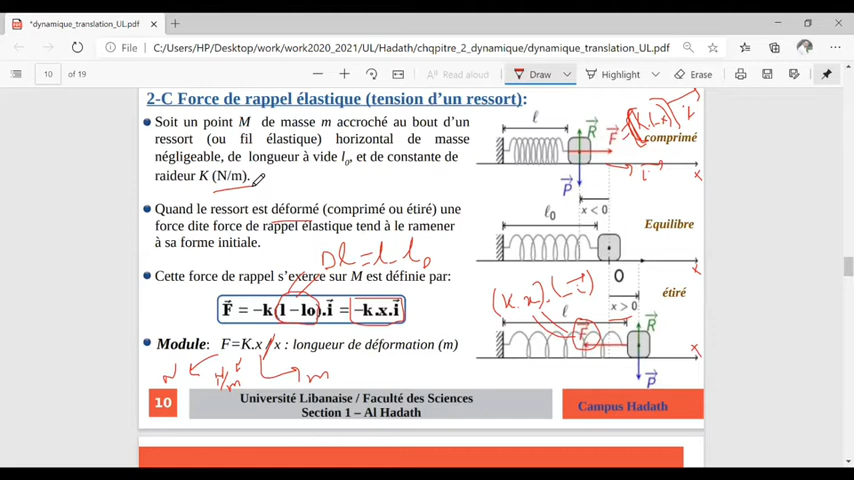 *dynamique_translation_UL.pdf
File C:/Users/HP/Desktop/work/work2020_2021/UL/Hadath/chqpitre_2_dynamique/dynamique_translation_UL.pdf
10 of 19 Read aloud Draw Highlight Erase
2-C Force de rappel élastique (tension d'un ressort):
Soit un point M de masse m accroché au bout d'un
ressort (ou fil élastique) horizontal de masse
négligeable, de longueur à vide l₀, et de constante de
raideur K (N/m).
Quand le ressort est déformé (comprimé ou étiré) une
force dite force de rappel élastique tend à le ramener
à sa forme initiale.
Dl = l - l₀
Cette force de rappel s'exerce sur M est définie par:
F = -k(l - lo).i = -k.x.i
Module: F=K.x / x : longueur de déformation (m)
N N/m m
ℓ R F
comprimé
P i x
x < 0
ℓ₀
Equilibre
x
O
(K.x).(-i) étiré
ℓ x > 0
F R
x
P
10
Université Libanaise / Faculté des Sciences
Section 1 – Al Hadath
Campus Hadath